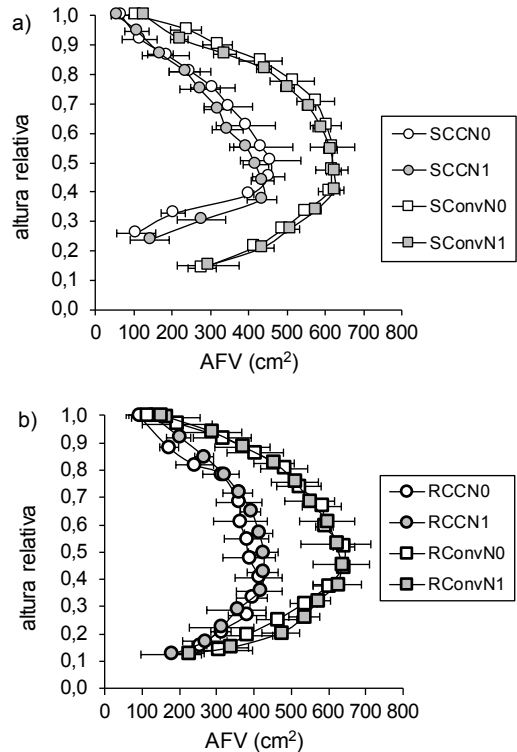 a)
1,0
0,9
0,8
0,7
0,6
0,5
0,4
0,3
0,2
0,1
0,0
altura relativa
0 100 200 300 400 500 600 700 800
AFV (cm²)
SCCN0
SCCN1
SConvN0
SConvN1
b)
1,0
0,9
0,8
0,7
0,6
0,5
0,4
0,3
0,2
0,1
0,0
altura relativa
0 100 200 300 400 500 600 700 800
AFV (cm²)
RCCN0
RCCN1
RConvN0
RConvN1